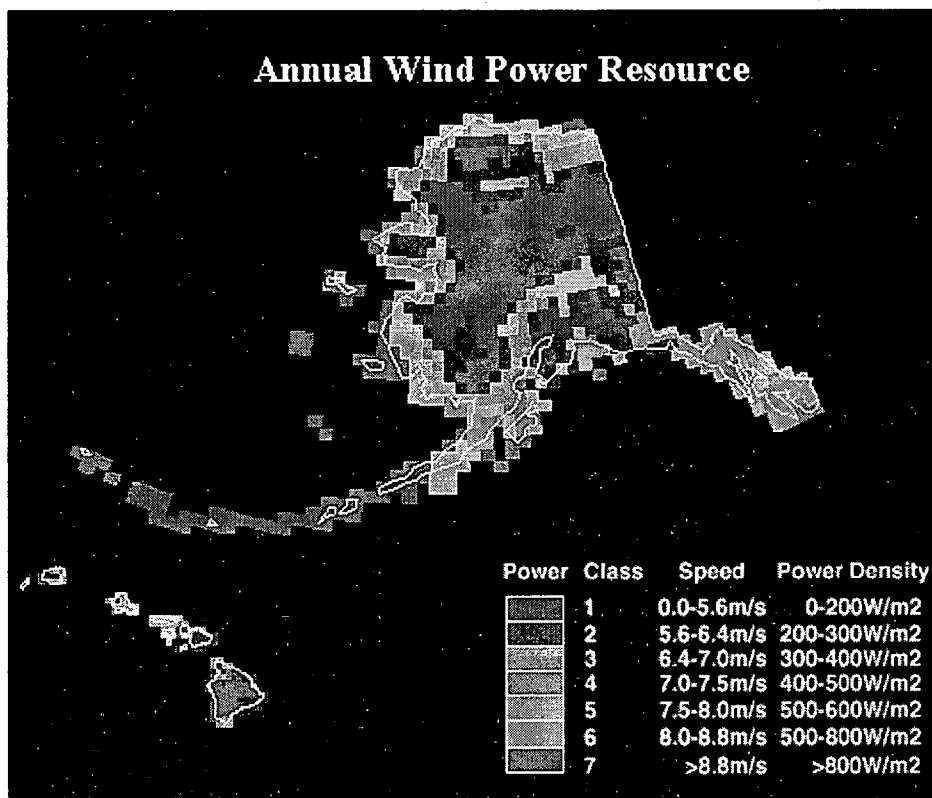 Annual Wind Power Resource
Power Class Speed Power Density
1 0.0-5.6m/s 0-200W/m2
2 5.6-6.4m/s 200-300W/m2
3 6.4-7.0m/s 300-400W/m2
4 7.0-7.5m/s 400-500W/m2
5 7.5-8.0m/s 500-600W/m2
6 8.0-8.8m/s 500-800W/m2
7 >8.8m/s >800W/m2